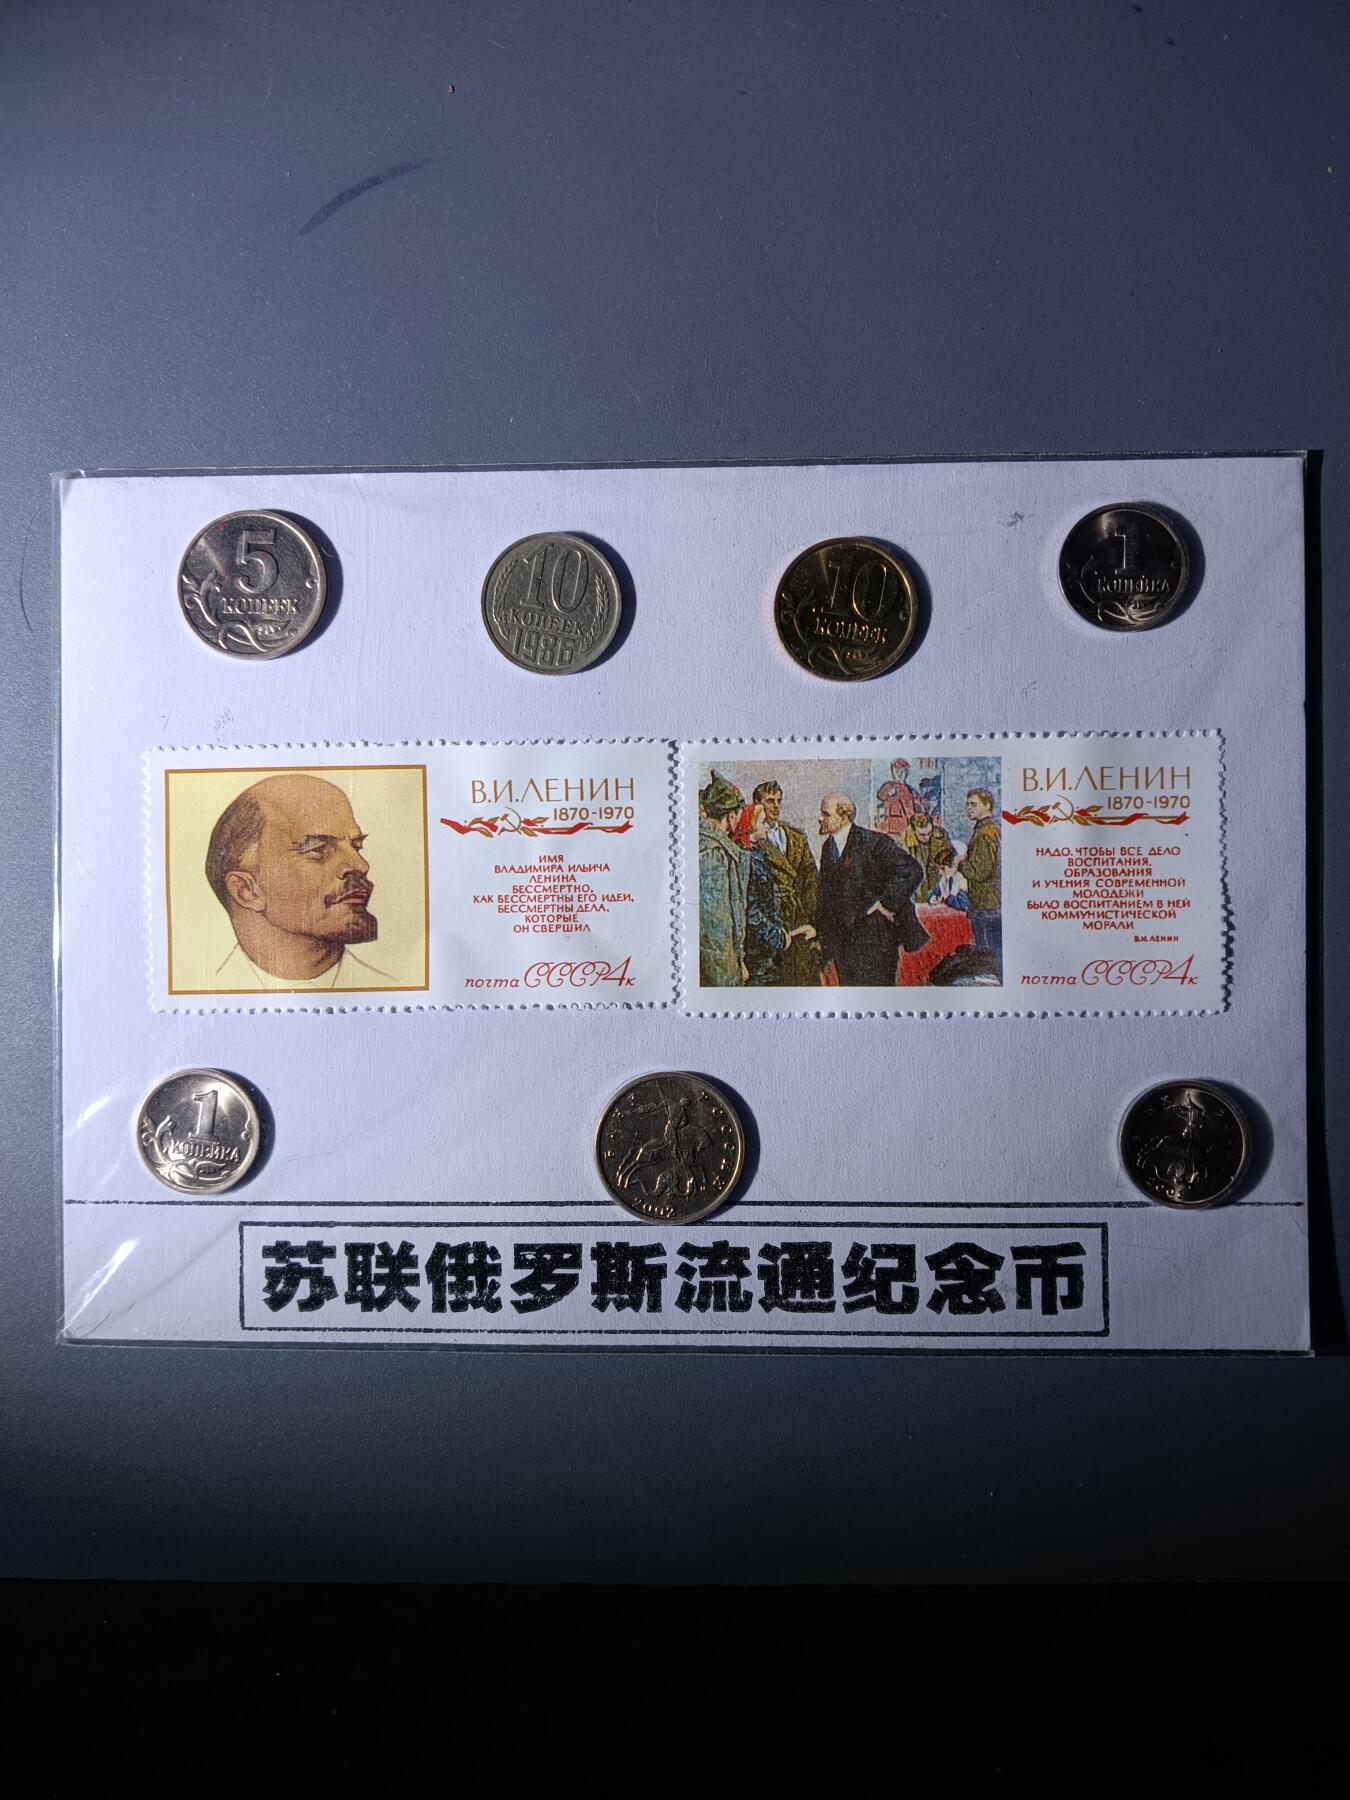 5
КОПЕЕК
10
КОПЕЕК
1986
10
КОПЕЕК
1
КОПЕЙКА
В.И.ЛЕНИН
1870-1970
ИМЯ
ВЛАДИМИРА ИЛЬИЧА
ЛЕНИНА
БЕССМЕРТНО,
КАК БЕССМЕРТНЫ ЕГО ИДЕИ,
БЕССМЕРТНЫ ДЕЛА,
КОТОРЫЕ
ОН СВЕРШИЛ
почта СССР 4к
В.И.ЛЕНИН
1870-1970
НАДО, ЧТОБЫ ВСЕ ДЕЛО
ВОСПИТАНИЯ,
ОБРАЗОВАНИЯ
И УЧЕНИЯ СОВРЕМЕННОЙ
МОЛОДЕЖИ
БЫЛО ВОСПИТАНИЕМ В НЕЙ
КОММУНИСТИЧЕСКОЙ
МОРАЛИ
В.И.ЛЕНИН
почта СССР 4к
1
КОПЕЙКА
БАНК РОССИИ
2002
苏联俄罗斯流通纪念币